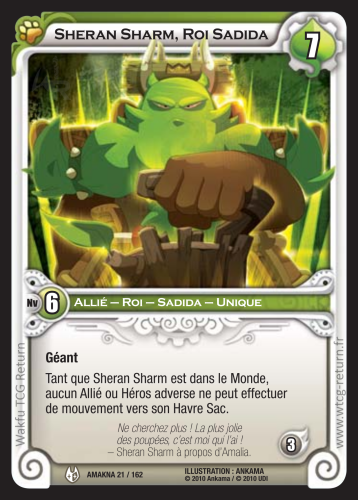 Sheran Sharm, Roi Sadida
7
Nv 6
Allié – Roi – Sadida – Unique
Géant
Tant que Sheran Sharm est dans le Monde,
aucun Allié ou Héros adverse ne peut effectuer
de mouvement vers son Havre Sac.
Ne cherchez plus ! La plus jolie
des poupées, c'est moi qui l'ai !
– Sheran Sharm à propos d'Amalia.
3
AMAKNA 21 / 162
ILLUSTRATION : ANKAMA
© 2010 Ankama / © 2010 UDI
Wakfu TCG Return
www.wtcg-return.fr